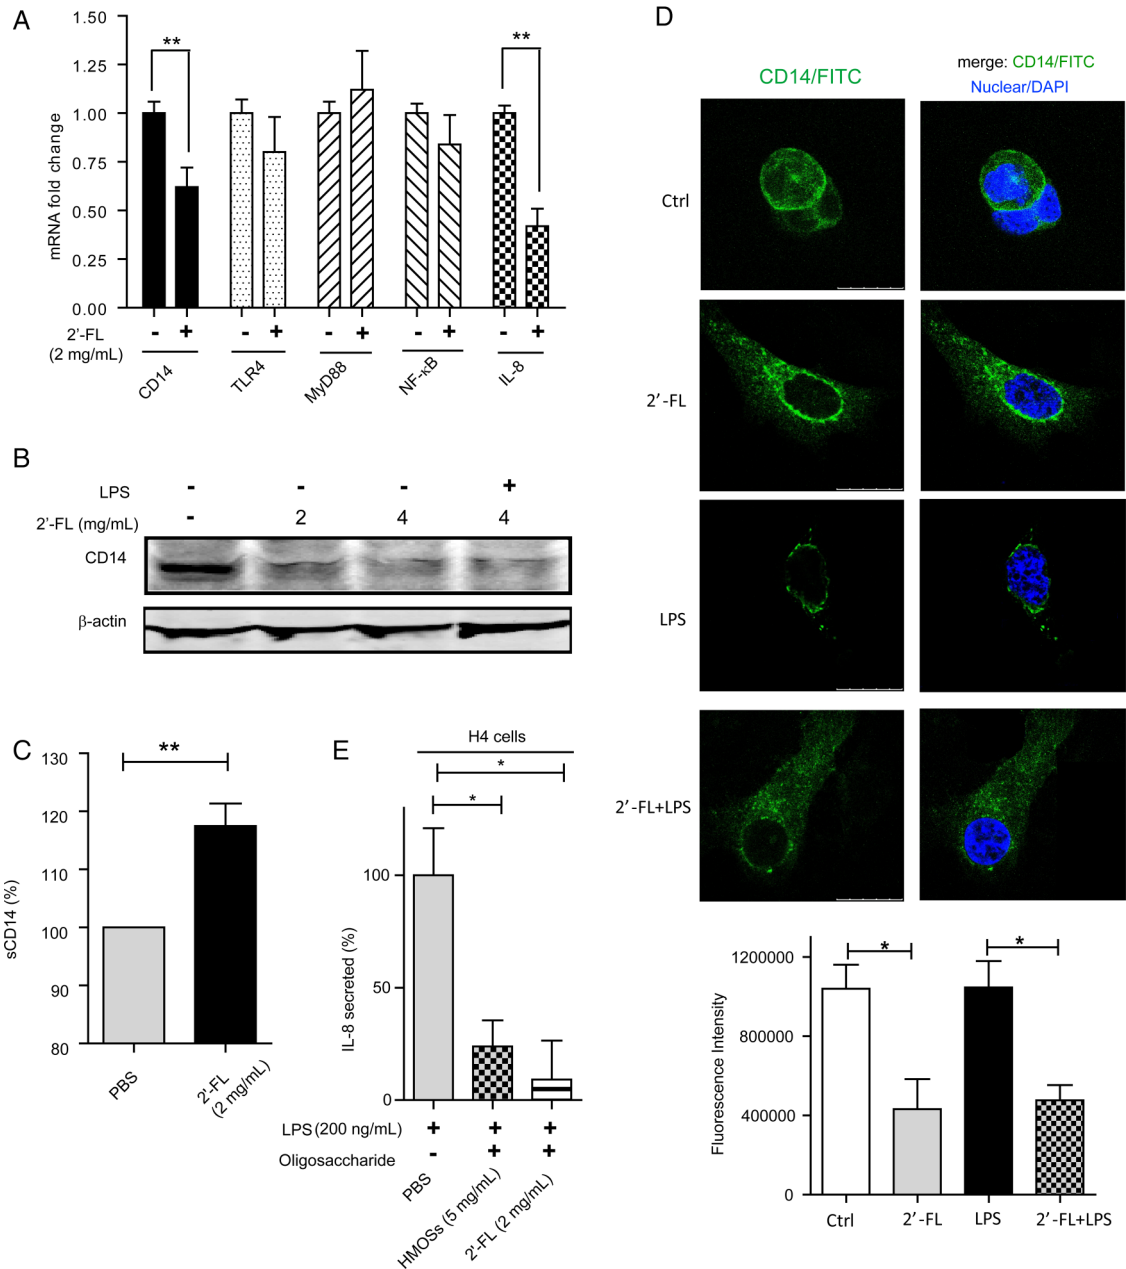 A
1.50
**
**
1.25
1.00
0.75
0.50
0.25
0.00
mRNA fold change
2'-FL
(2 mg/mL)
- + - + - + - + - +
CD14
TLR4
MyD88
NF-κB
IL-8
B
LPS - - - +
2'-FL (mg/mL) - 2 4 4
CD14
β-actin
C
130
**
120
110
100
90
80
sCD14 (%)
PBS
2'-FL
(2 mg/mL)
E
H4 cells
*
*
100
50
0
IL-8 secreted (%)
LPS (200 ng/mL) + + +
Oligosaccharide - + +
PBS
HMOSs (5 mg/mL)
2'-FL (2 mg/mL)
D
CD14/FITC
merge: CD14/FITC
Nuclear/DAPI
Ctrl
2'-FL
LPS
2'-FL+LPS
*
*
1200000
800000
400000
0
Fluorescence Intensity
Ctrl
2'-FL
LPS
2'-FL+LPS